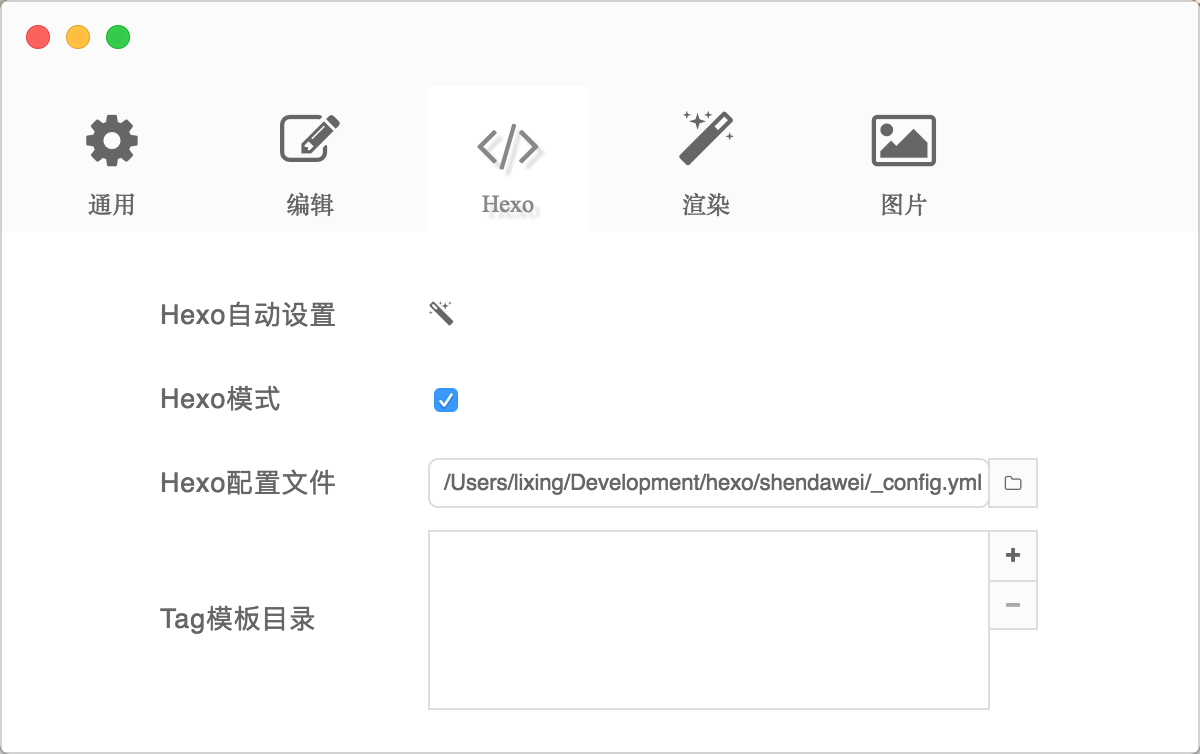 通用
编辑
Hexo
渲染
图片
Hexo自动设置
Hexo模式
Hexo配置文件
/Users/lixing/Development/hexo/shendawei/_config.yml
Tag模板目录